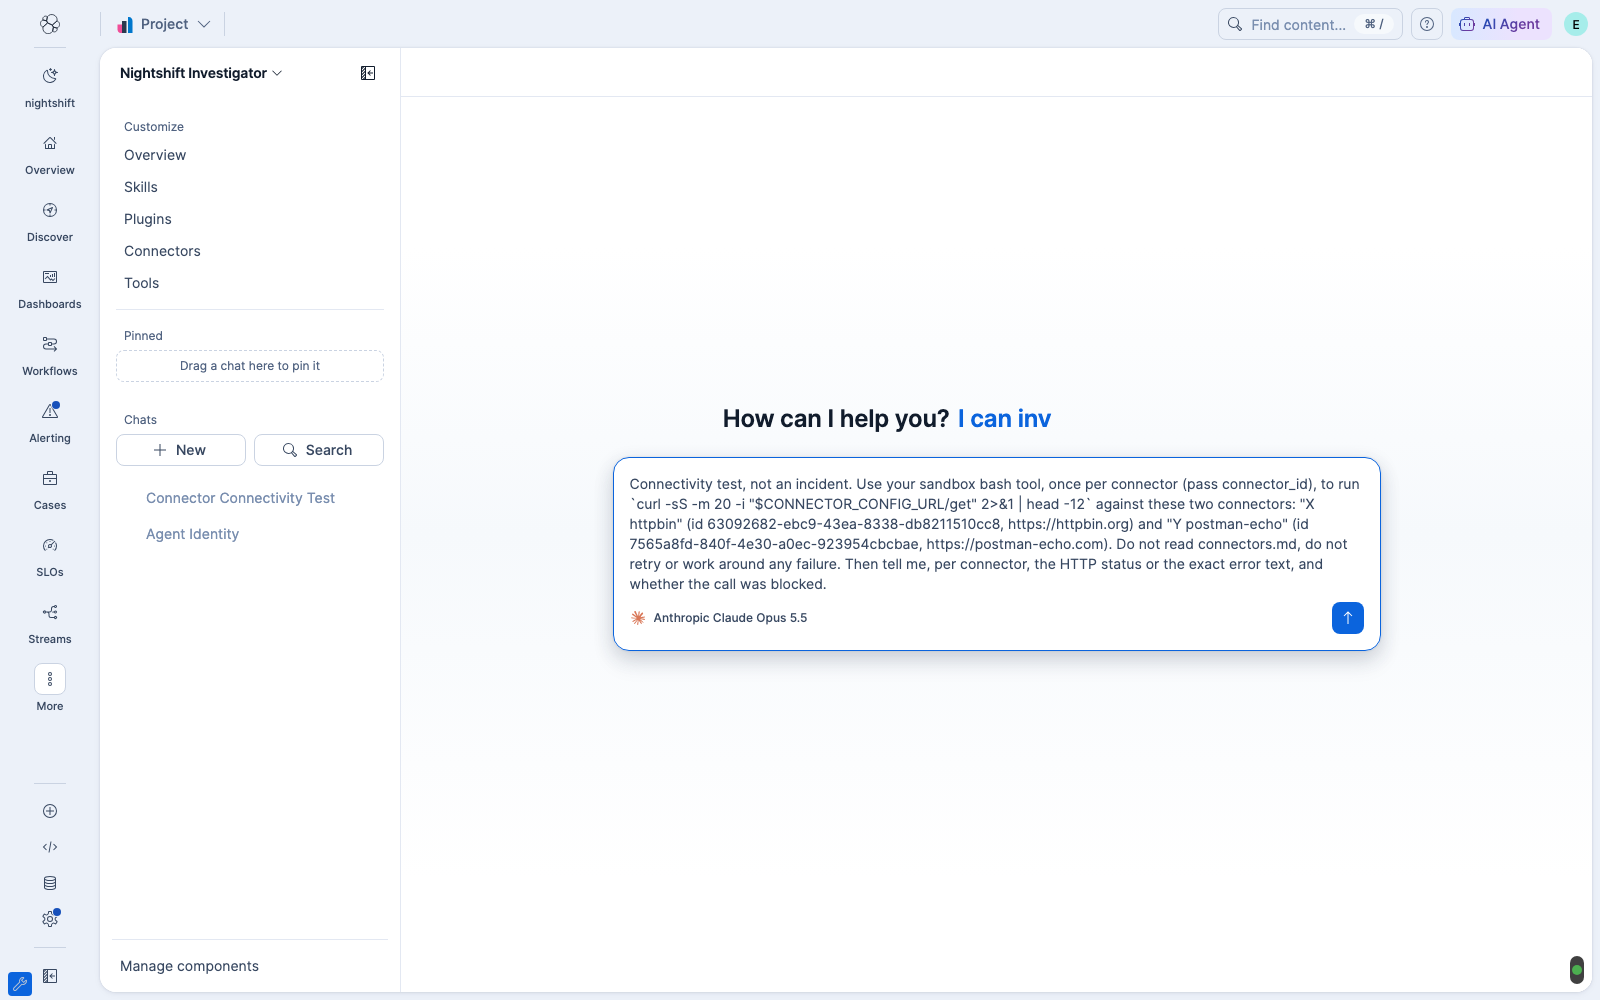 Project
Find content...
⌘ /
AI Agent
E
nightshift
Overview
Discover
Dashboards
Workflows
Alerting
Cases
SLOs
Streams
More
Nightshift Investigator
Customize
Overview
Skills
Plugins
Connectors
Tools
Pinned
Drag a chat here to pin it
Chats
New
Search
Connector Connectivity Test
Agent Identity
Manage components
How can I help you? I can inv
Connectivity test, not an incident. Use your sandbox bash tool, once per connector (pass connector_id), to run
`curl -sS -m 20 -i "$CONNECTOR_CONFIG_URL/get" 2>&1 | head -12` against these two connectors: "X
httpbin" (id 63092682-ebc9-43ea-8338-db8211510cc8, https://httpbin.org) and "Y postman-echo" (id
7565a8fd-840f-4e30-a0ec-923954cbcbae, https://postman-echo.com). Do not read connectors.md, do not
retry or work around any failure. Then tell me, per connector, the HTTP status or the exact error text, and
whether the call was blocked.
Anthropic Claude Opus 5.5